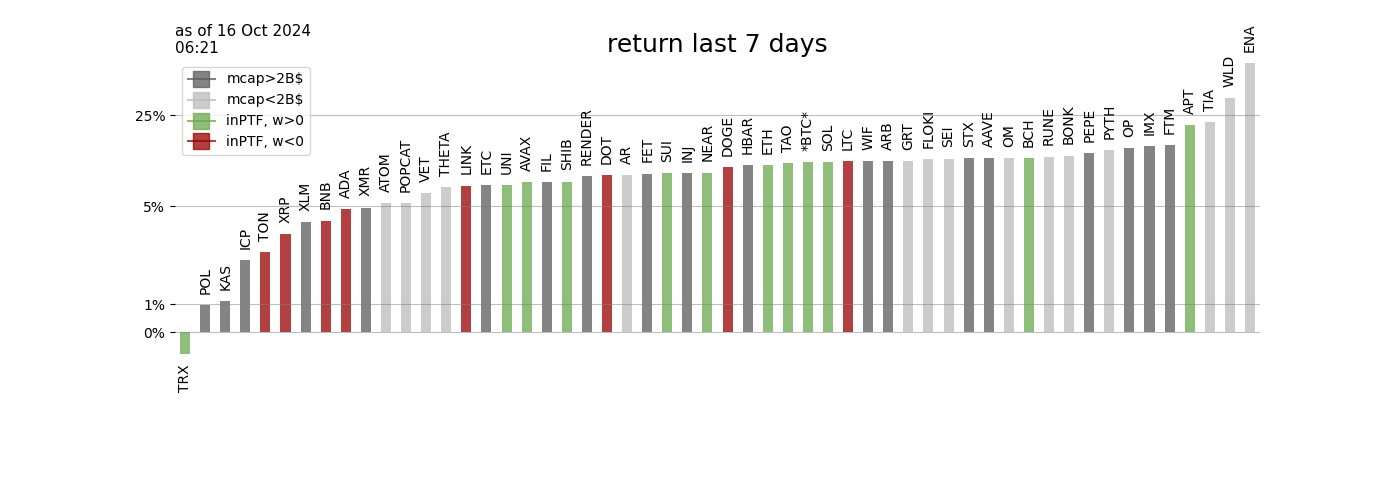 as of 16 Oct 2024
06:21
return last 7 days
mcap>2B$
mcap<2B$
inPTF, w>0
inPTF, w<0
25%
5%
1%
0%
TRX
POL
KAS
ICP
TON
XRP
XLM
BNB
ADA
XMR
ATOM
POPCAT
VET
THETA
LINK
ETC
UNI
AVAX
FIL
SHIB
RENDER
DOT
AR
FET
SUI
INJ
NEAR
DOGE
HBAR
ETH
TAO
*BTC*
SOL
LTC
WIF
ARB
GRT
FLOKI
SEI
STX
AAVE
OM
BCH
RUNE
BONK
PEPE
PYTH
OP
IMX
FTM
APT
TIA
WLD
ENA